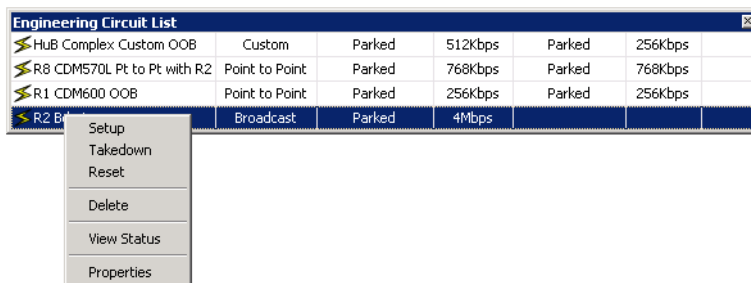 Engineering Circuit List
HuB Complex Custom OOB Custom Parked 512Kbps Parked 256Kbps
R8 CDM570L Pt to Pt with R2 Point to Point Parked 768Kbps Parked 768Kbps
R1 CDM600 OOB Point to Point Parked 256Kbps Parked 256Kbps
R2 Broadcast Parked 4Mbps
Setup
Takedown
Reset
Delete
View Status
Properties